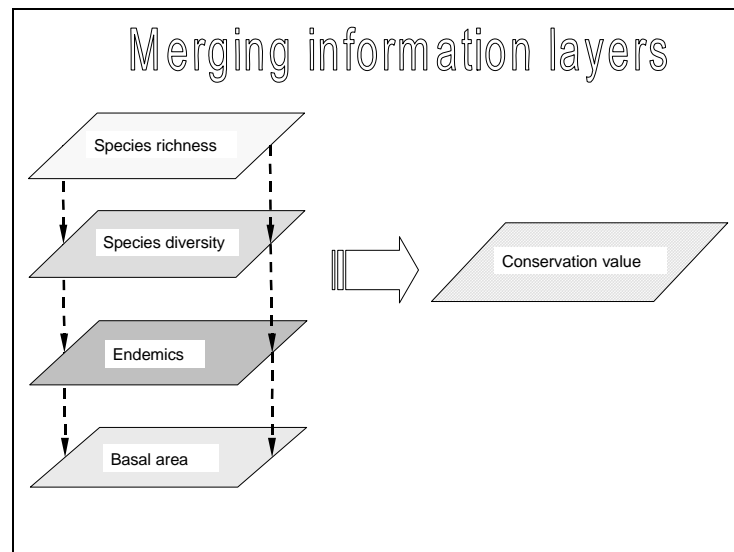 Merging information layers
Species richness
Species diversity
Conservation value
Endemics
Basal area